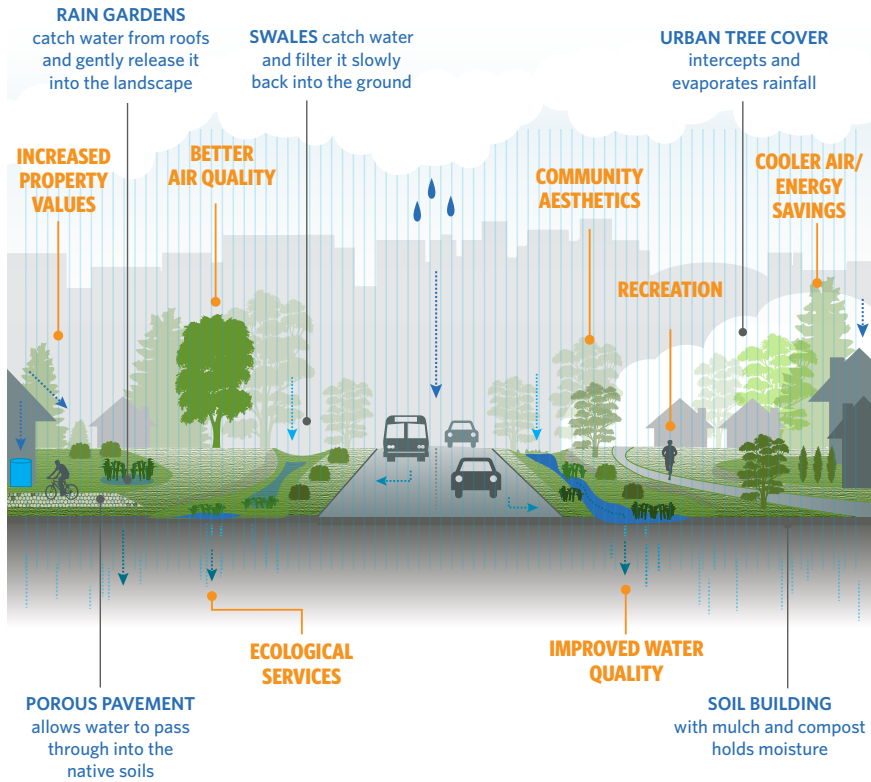 RAIN GARDENS
catch water from roofs
and gently release it
into the landscape
SWALES catch water
and filter it slowly
back into the ground
URBAN TREE COVER
intercepts and
evaporates rainfall
INCREASED
PROPERTY
VALUES
BETTER
AIR QUALITY
COMMUNITY
AESTHETICS
COOLER AIR/
ENERGY
SAVINGS
RECREATION
ECOLOGICAL
SERVICES
IMPROVED WATER
QUALITY
POROUS PAVEMENT
allows water to pass
through into the
native soils
SOIL BUILDING
with mulch and compost
holds moisture